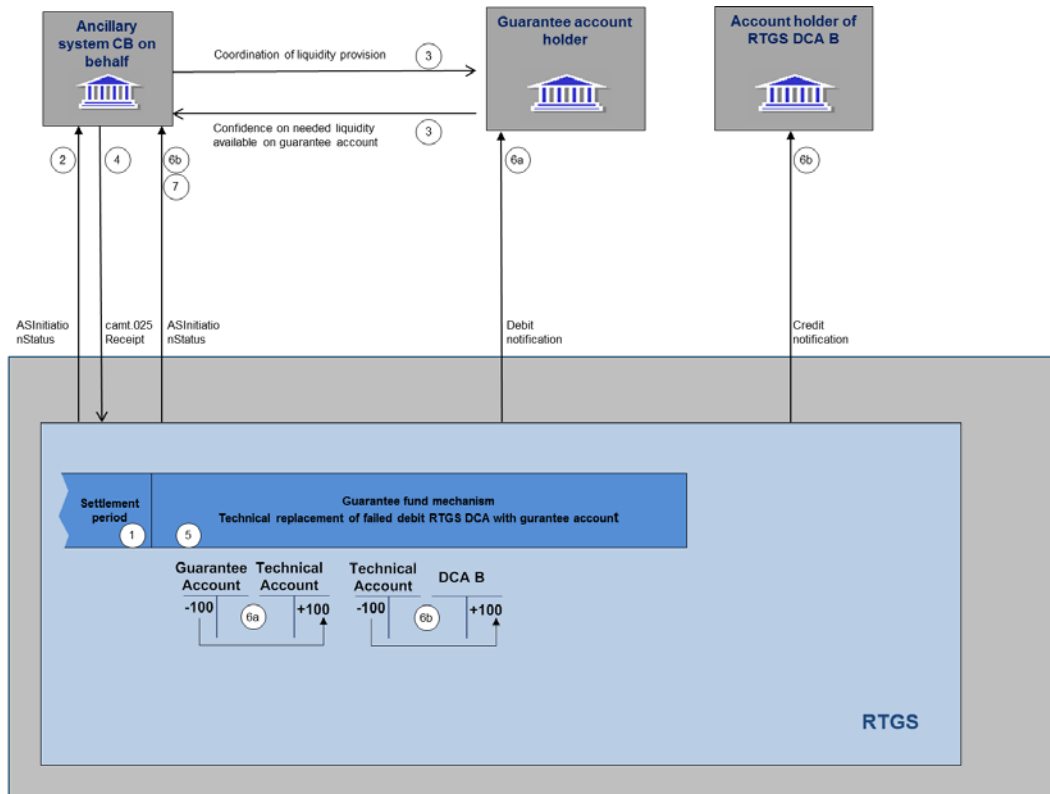 Ancillary
system CB on
behalf
Guarantee account
holder
Account holder of
RTGS DCA B
Coordination of liquidity provision
3
Confidence on needed liquidity
available on guarantee account
3
2
4
6b
7
6a
6b
ASInitiatio
nStatus
camt.025
Receipt
ASInitiatio
nStatus
Debit
notification
Credit
notification
Settlement
period
1
Guarantee fund mechanism
Technical replacement of failed debit RTGS DCA with gurantee account
5
Guarantee
Account
Technical
Account
-100
6a
+100
Technical
Account
DCA B
-100
6b
+100
RTGS